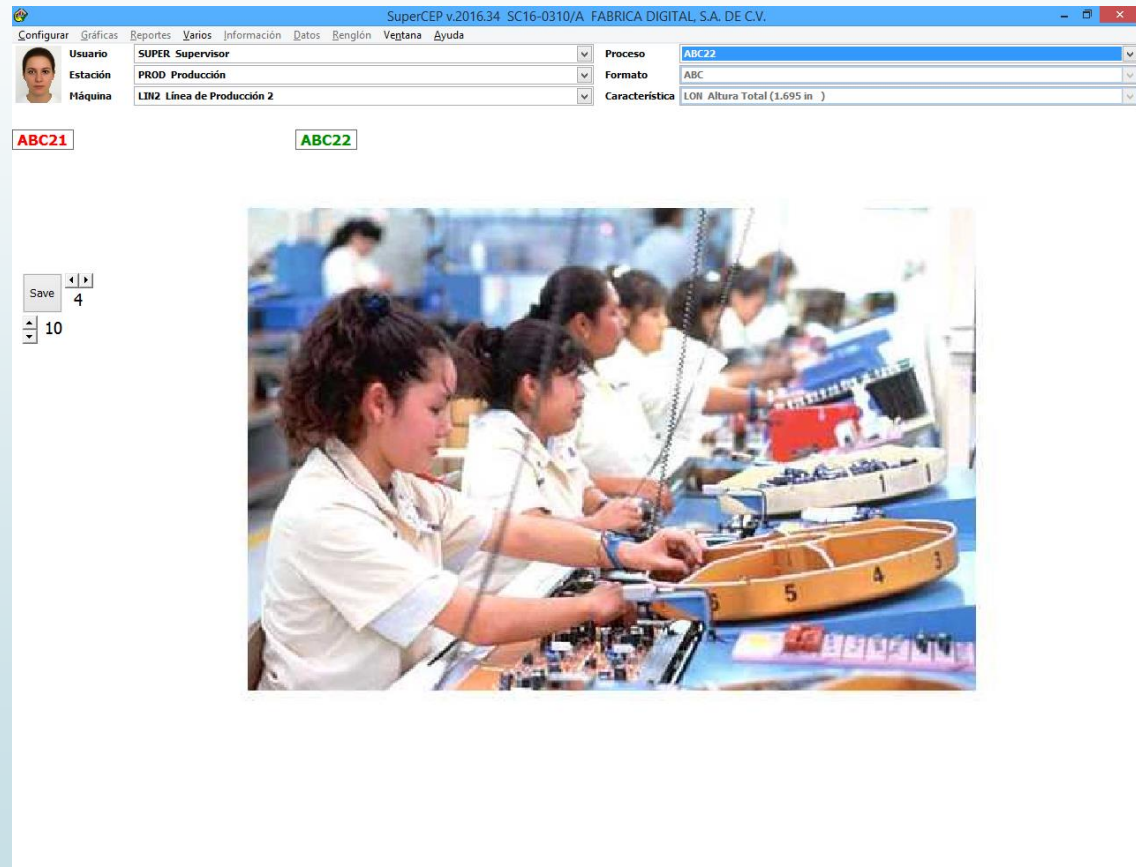 SuperCEP v.2016.34 SC16-0310/A FABRICA DIGITAL, S.A. DE C.V.
Configurar Gráficas Reportes Varios Información Datos Renglón Ventana Ayuda
Usuario SUPER Supervisor Proceso ABC22
Estación PROD Producción Formato ABC
Máquina LIN2 Línea de Producción 2 Característica LON Altura Total (1.695 in )
ABC21 ABC22
Save 4
10
1 1
6 5 4 3